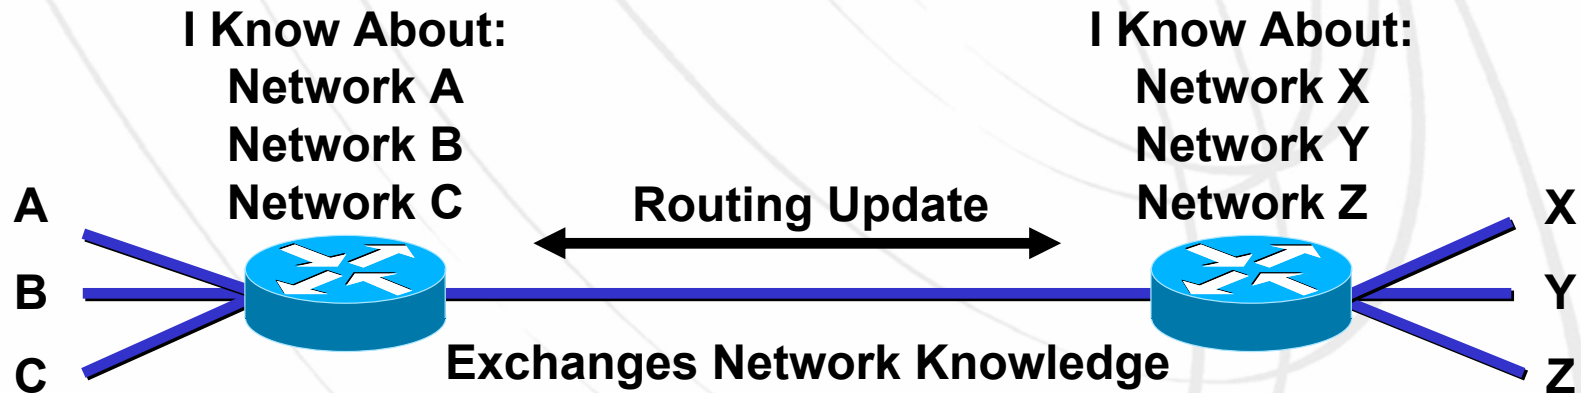 I Know About:
Network A
Network B
Network C
I Know About:
Network X
Network Y
Network Z
A
B
C
Routing Update
X
Y
Z
Exchanges Network Knowledge